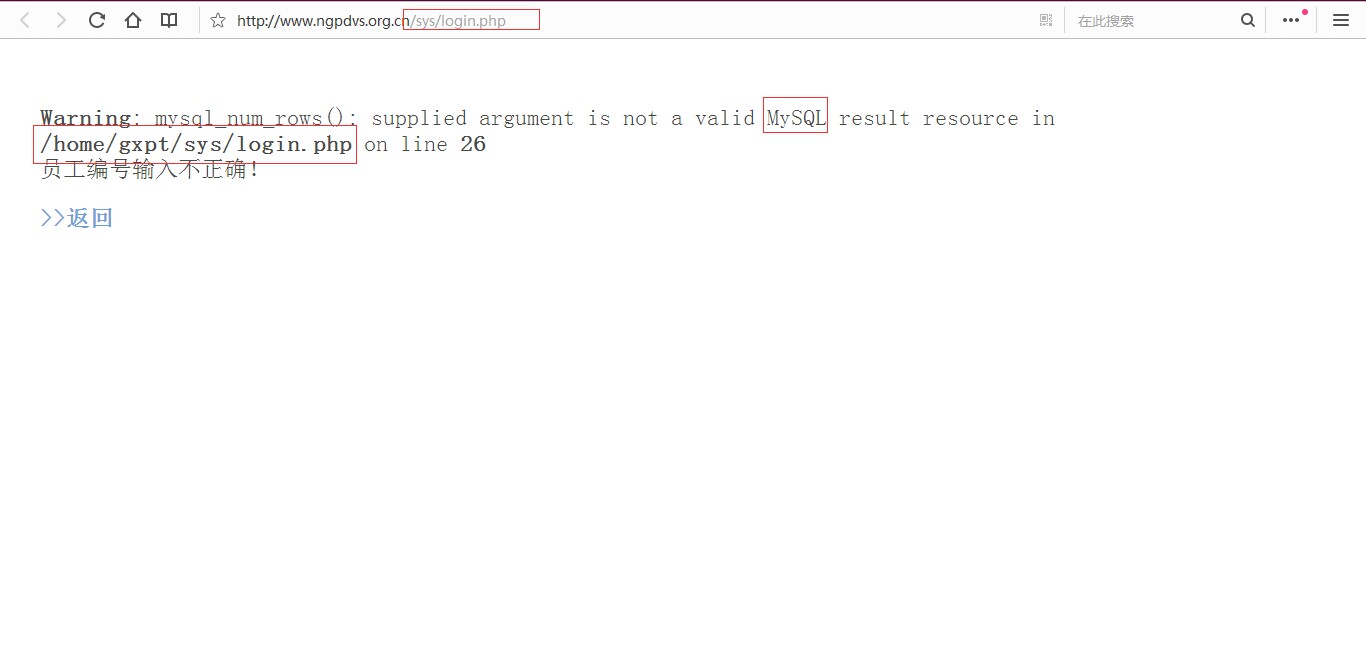 http://www.ngpdvs.org.cn/sys/login.php
在此搜索
Warning: mysql_num_rows(): supplied argument is not a valid MySQL result resource in
/home/gxpt/sys/login.php on line 26
员工编号输入不正确!
>>返回